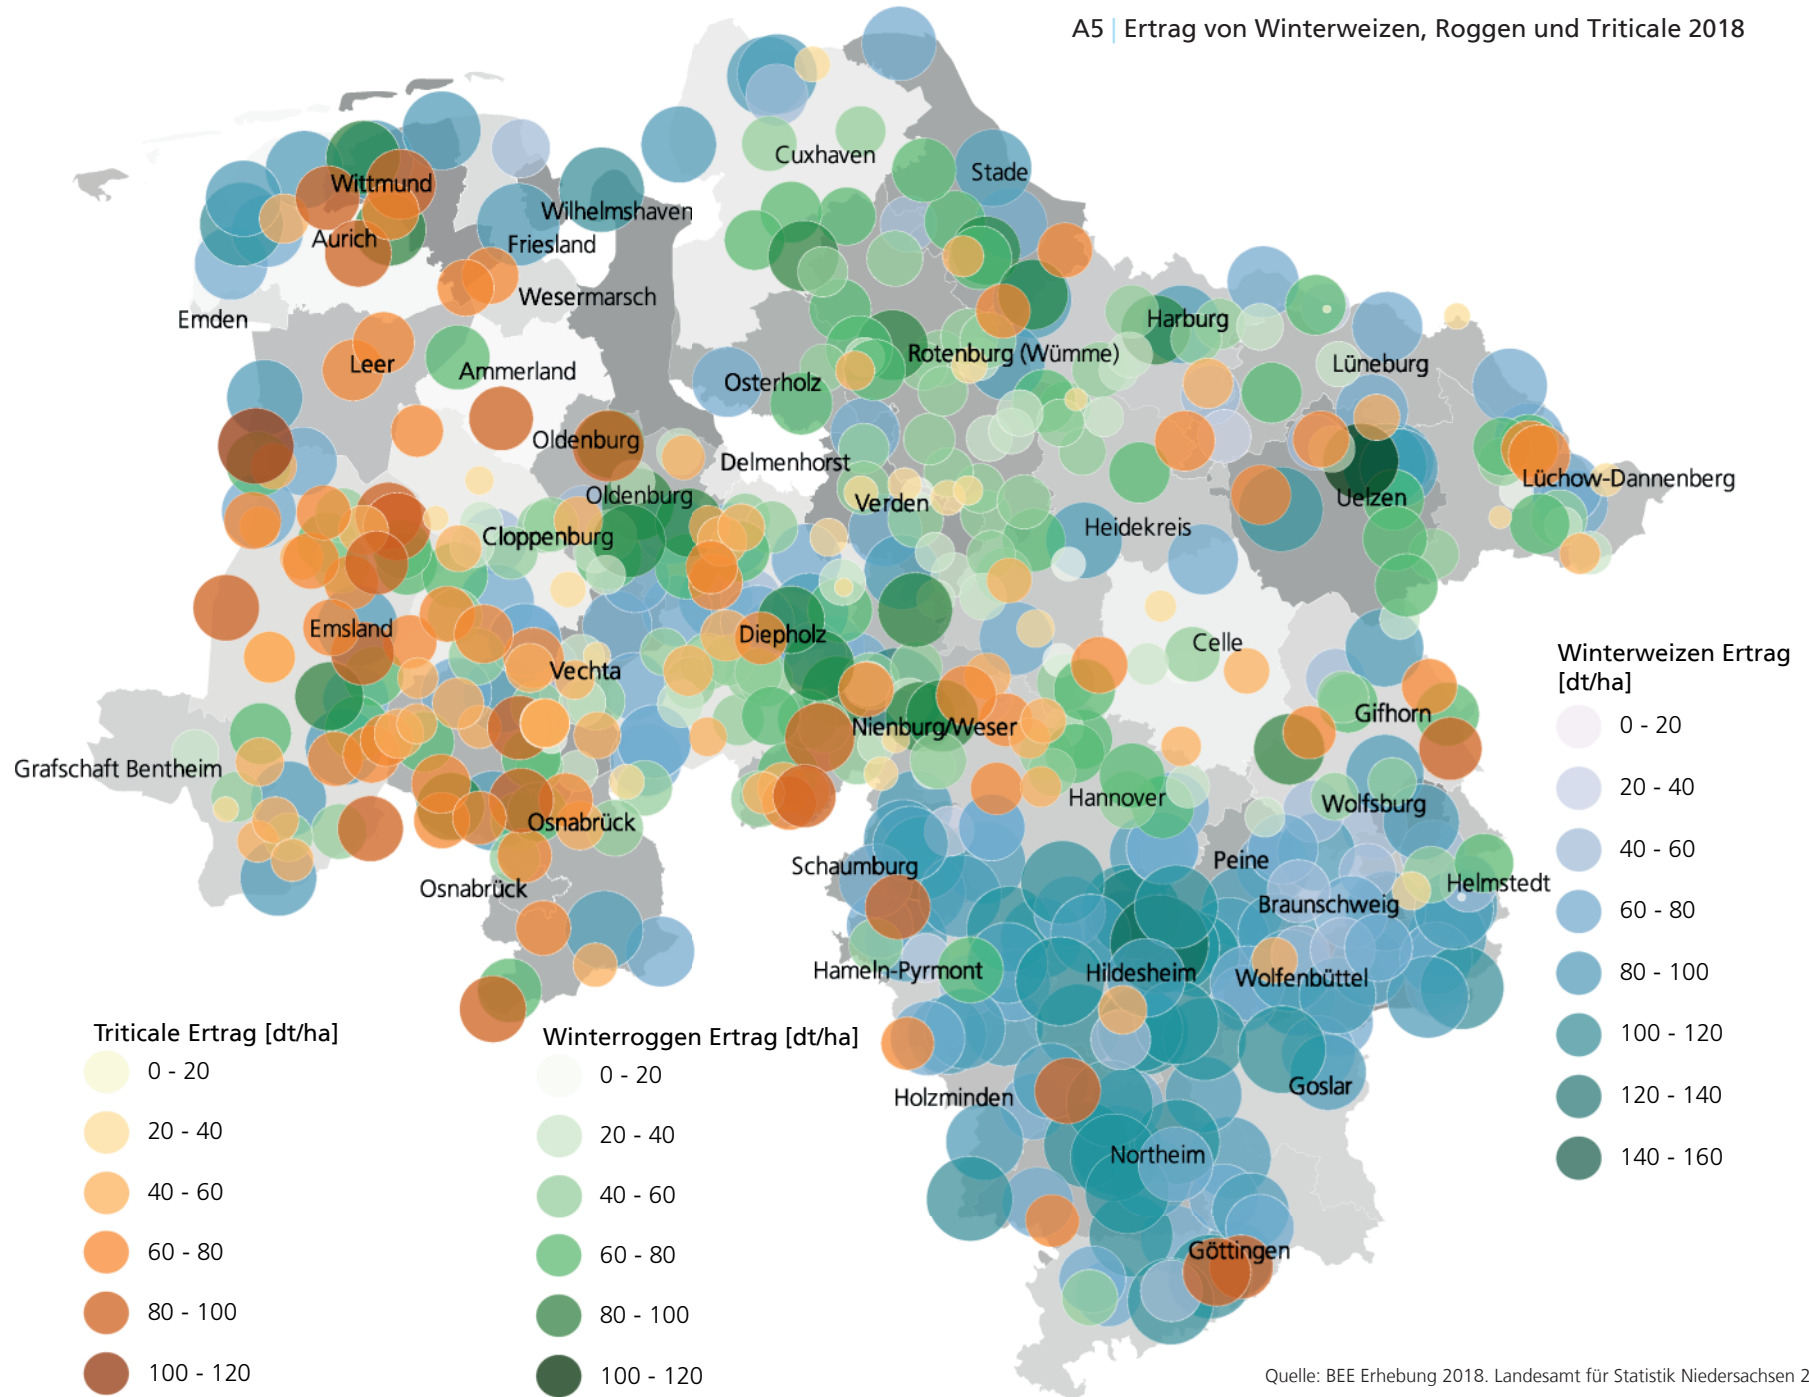 A5 | Ertrag von Winterweizen, Roggen und Triticale 2018
Cuxhaven
Stade
Wittmund
Wilhelmshaven
Aurich
Friesland
Wesermarsch
Emden
Harburg
Rotenburg (Wümme)
Leer
Ammerland
Osterholz
Lüneburg
Oldenburg
Delmenhorst
Lüchow-Dannenberg
Oldenburg
Verden
Uelzen
Cloppenburg
Heidekreis
Emsland
Diepholz
Celle
Vechta
Gifhorn
Nienburg/Weser
Grafschaft Bentheim
Hannover
Wolfsburg
Osnabrück
Schaumburg
Peine
Osnabrück
Helmstedt
Braunschweig
Hameln-Pyrmont
Hildesheim
Wolfenbüttel
Holzminden
Goslar
Northeim
Göttingen
Winterweizen Ertrag
[dt/ha]
0 - 20
20 - 40
40 - 60
60 - 80
80 - 100
100 - 120
120 - 140
140 - 160
Triticale Ertrag [dt/ha]
0 - 20
20 - 40
40 - 60
60 - 80
80 - 100
100 - 120
Winterroggen Ertrag [dt/ha]
0 - 20
20 - 40
40 - 60
60 - 80
80 - 100
100 - 120
Quelle: BEE Erhebung 2018. Landesamt für Statistik Niedersachsen 2